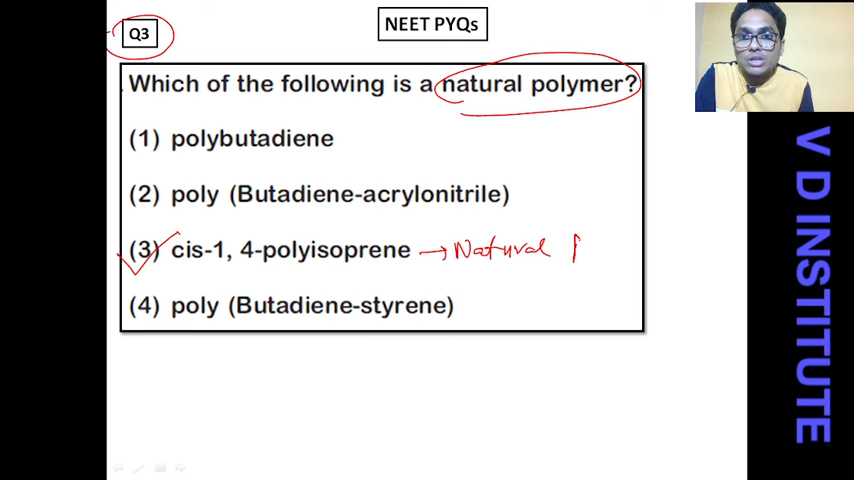 Q3
NEET PYQs
Which of the following is a natural polymer?
(1) polybutadiene
(2) poly (Butadiene-acrylonitrile)
(3) cis-1, 4-polyisoprene → Natural
(4) poly (Butadiene-styrene)
V D INSTITUTE